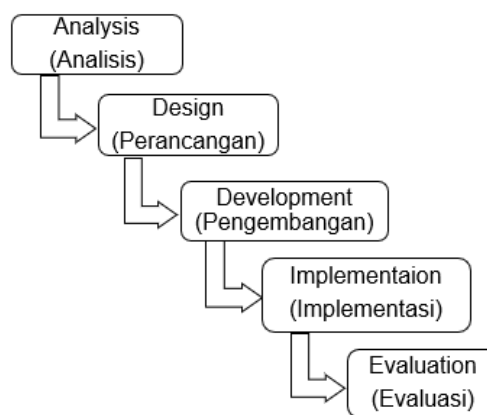 Analysis
(Analisis)
Design
(Perancangan)
Development
(Pengembangan)
Implementaion
(Implementasi)
Evaluation
(Evaluasi)